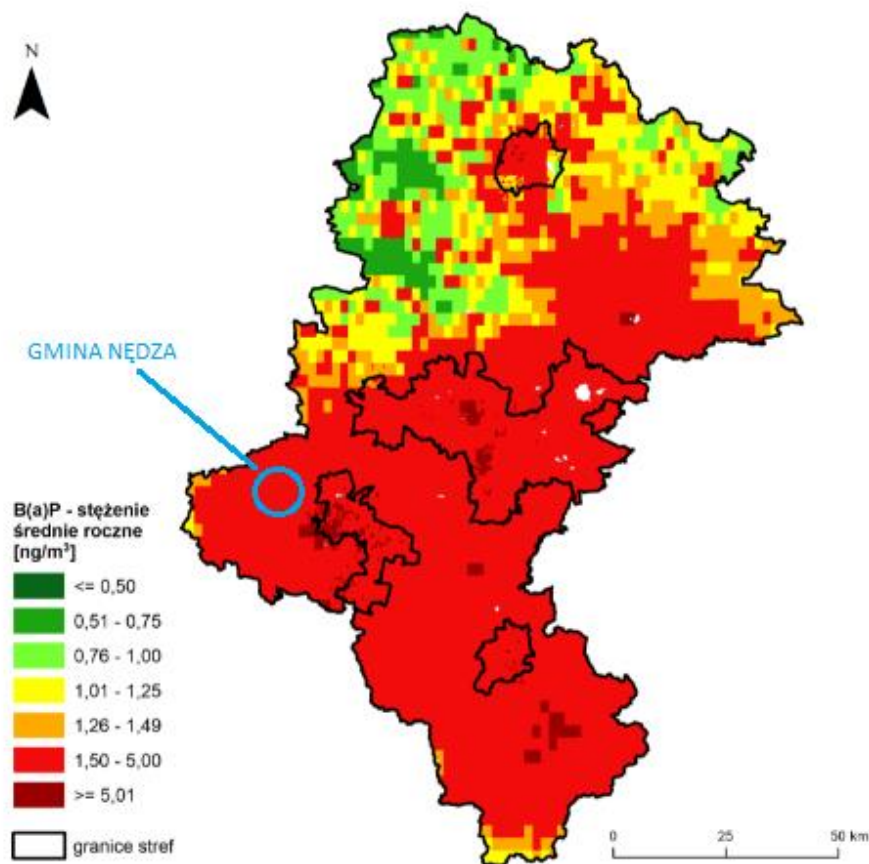 N
GMINA NĘDZA
B(a)P - stężenie
średnie roczne
[ng/m³]
<= 0,50
0,51 - 0,75
0,76 - 1,00
1,01 - 1,25
1,26 - 1,49
1,50 - 5,00
>= 5,01
granice stref
0 25 50 km